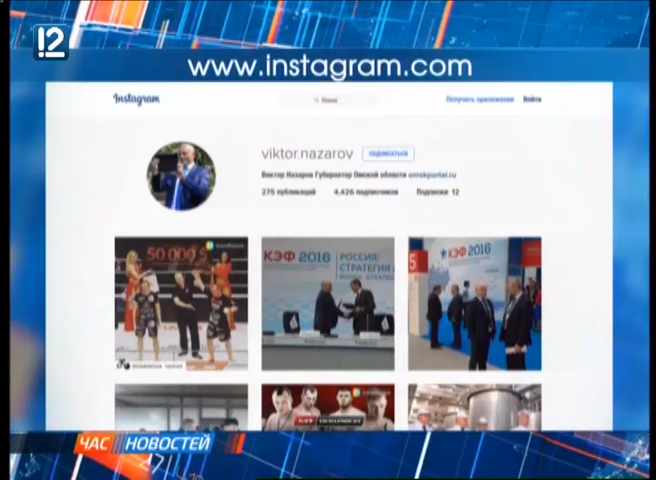 12
www.instagram.com
Instagram
Поиск
Получить приложение
Войти
viktor.nazarov
ПОДПИСАТЬСЯ
Виктор Назаров Губернатор Омской области omskportal.ru
275 публикаций 4,426 подписчиков Подписки: 12
50 000$
КЭФ 2016
РОССИЯ:
СТРАТЕГИЯ
КЭФ 2016
5
ЧАС НОВОСТЕЙ